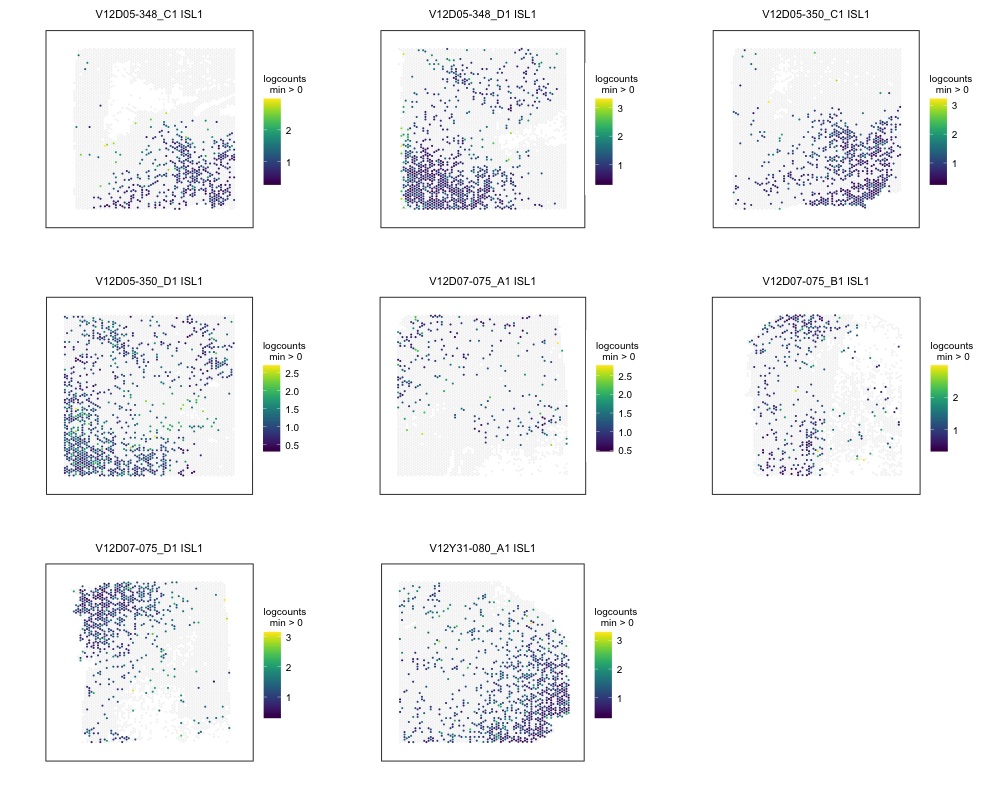 V12D05-348_C1 ISL1
logcounts
min > 0
2
1
V12D05-348_D1 ISL1
logcounts
min > 0
3
2
1
V12D05-350_C1 ISL1
logcounts
min > 0
3
2
1
V12D05-350_D1 ISL1
logcounts
min > 0
2.5
2.0
1.5
1.0
0.5
V12D07-075_A1 ISL1
logcounts
min > 0
2.5
2.0
1.5
1.0
0.5
V12D07-075_B1 ISL1
logcounts
min > 0
2
1
V12D07-075_D1 ISL1
logcounts
min > 0
3
2
1
V12Y31-080_A1 ISL1
logcounts
min > 0
3
2
1